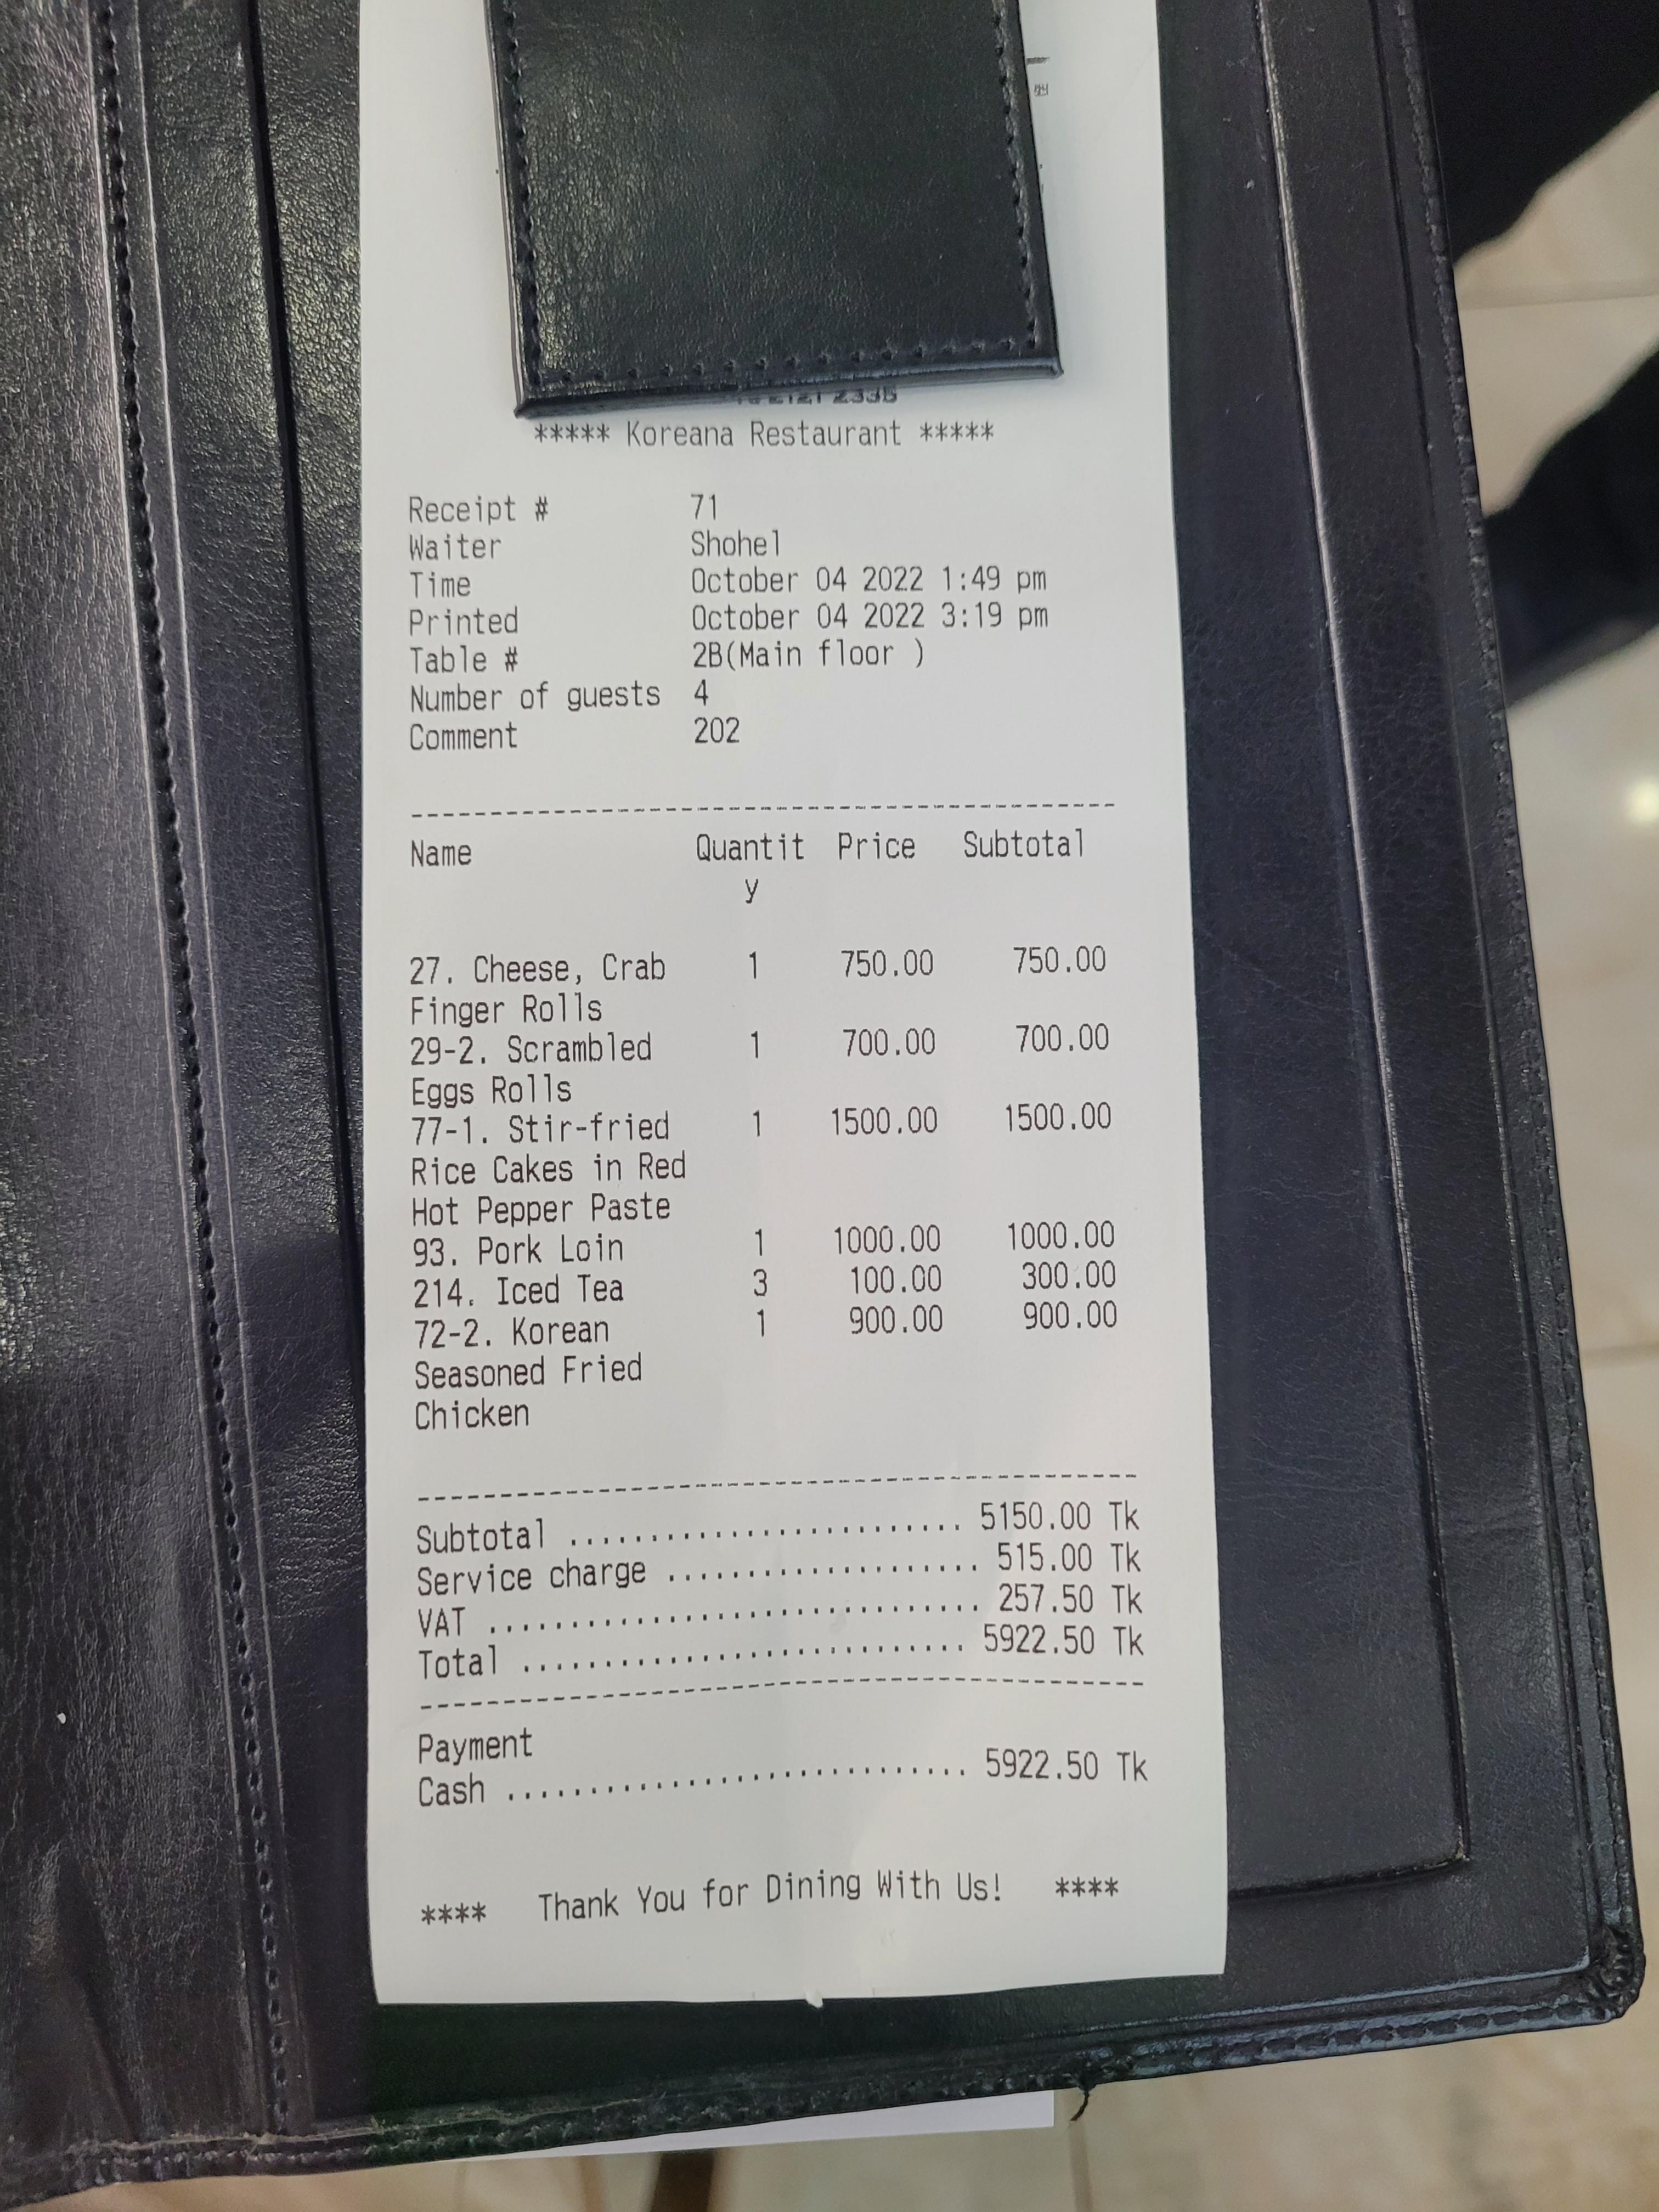 ***** Koreana Restaurant *****
Receipt # 71
Waiter Shohel
Time October 04 2022 1:49 pm
Printed October 04 2022 3:19 pm
Table # 2B(Main floor )
Number of guests 4
Comment 202
Name Quantit Price Subtotal
y
27. Cheese, Crab 1 750.00 750.00
Finger Rolls
29-2. Scrambled 1 700.00 700.00
Eggs Rolls
77-1. Stir-fried 1 1500.00 1500.00
Rice Cakes in Red
Hot Pepper Paste
93. Pork Loin 1 1000.00 1000.00
214. Iced Tea 3 100.00 300.00
72-2. Korean 1 900.00 900.00
Seasoned Fried
Chicken
Subtotal ........................ 5150.00 Tk
Service charge ................... 515.00 Tk
VAT .............................. 257.50 Tk
Total ........................... 5922.50 Tk
Payment
Cash ............................ 5922.50 Tk
**** Thank You for Dining With Us! ****